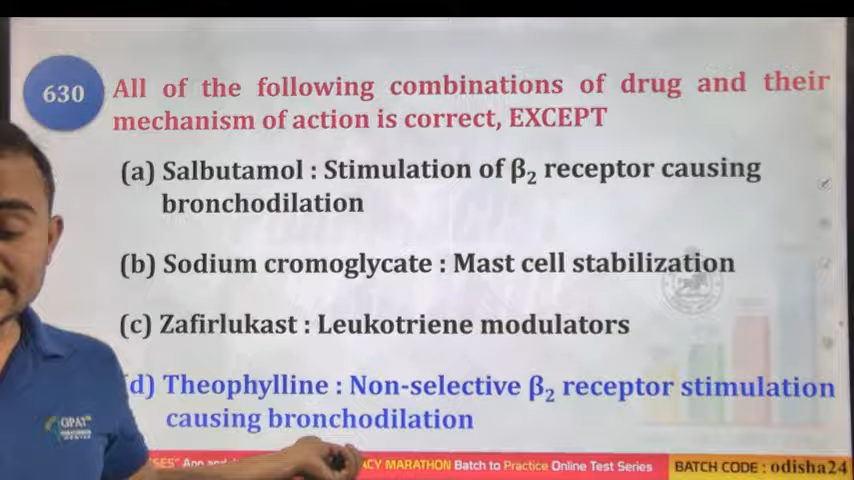 630
All of the following combinations of drug and their
mechanism of action is correct, EXCEPT
(a) Salbutamol : Stimulation of β₂ receptor causing
bronchodilation
(b) Sodium cromoglycate : Mast cell stabilization
(c) Zafirlukast : Leukotriene modulators
(d) Theophylline : Non-selective β₂ receptor stimulation
causing bronchodilation
OPAT
ACY MARATHON Batch to Practice Online Test Series
BATCH CODE : odisha24